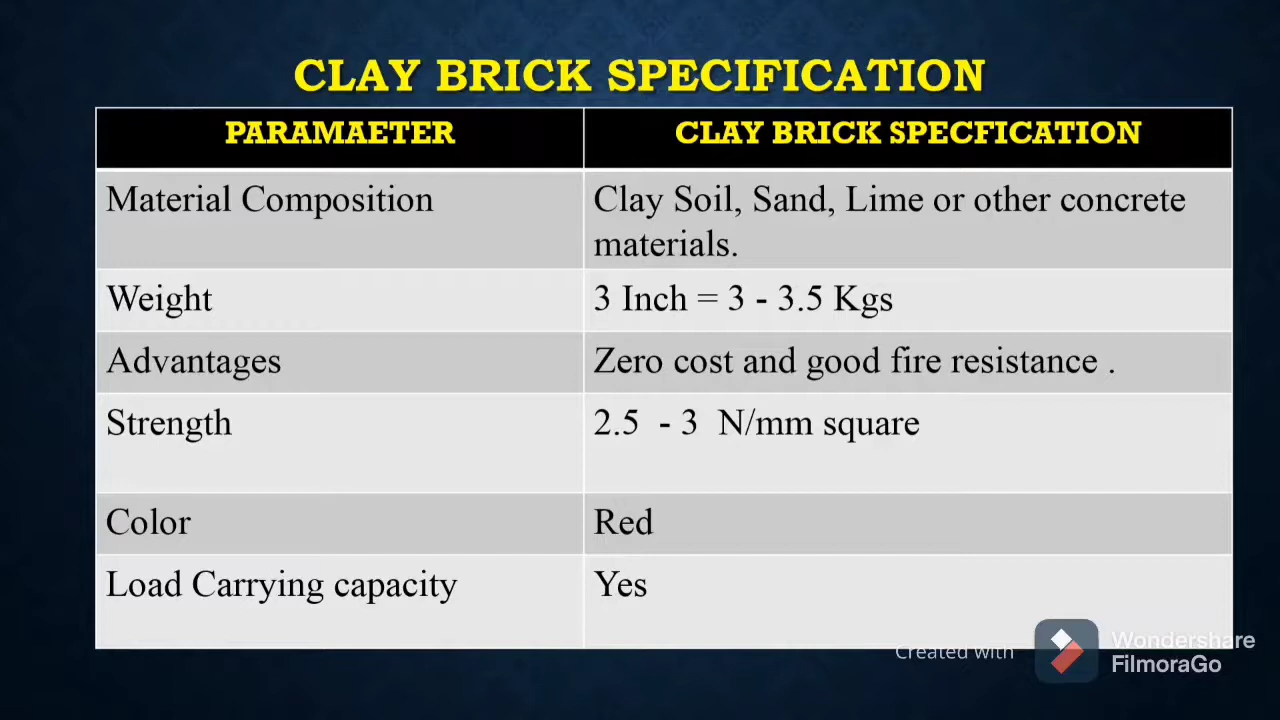 CLAY BRICK SPECIFICATION
PARAMAETER
CLAY BRICK SPECFICATION
Material Composition
Clay Soil, Sand, Lime or other concrete
materials.
Weight
3 Inch = 3 - 3.5 Kgs
Advantages
Zero cost and good fire resistance .
Strength
2.5 - 3 N/mm square
Color
Red
Load Carrying capacity
Yes
Created with
Wondershare
FilmoraGo